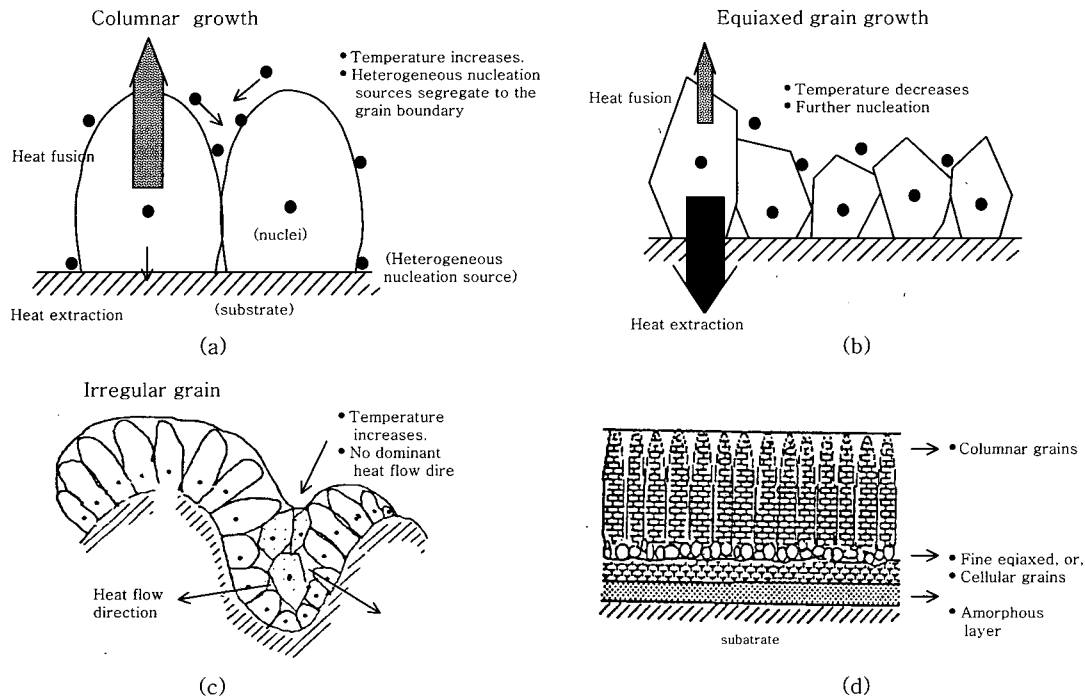 Columnar growth
• Temperature increases.
• Heterogeneous nucleation
sources segregate to the
grain boundary
Heat fusion
(nuclei)
(Heterogeneous
nucleation source)
Heat extraction
(substrate)
(a)
Equiaxed grain growth
Heat fusion
• Temperature decreases
• Further nucleation
Heat extraction
(b)
Irregular grain
• Temperature
increases.
• No dominant
heat flow dire
Heat flow
direction
(c)
• Columnar grains
• Fine eqiaxed, or,
• Cellular grains
• Amorphous
layer
subatrate
(d)